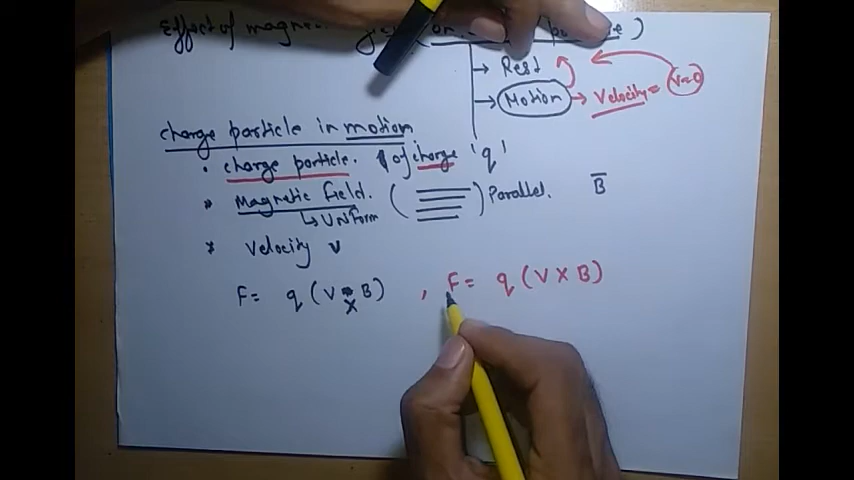 Effect of magne
→ Rest
→ Motion → Velocity = V=0
charge particle in motion
• charge particle. of charge 'q'
* Magnetic field. ( ) Parallel. B̅
↳ Uniform
* Velocity v
F= q (V × B) , F= q (V X B)